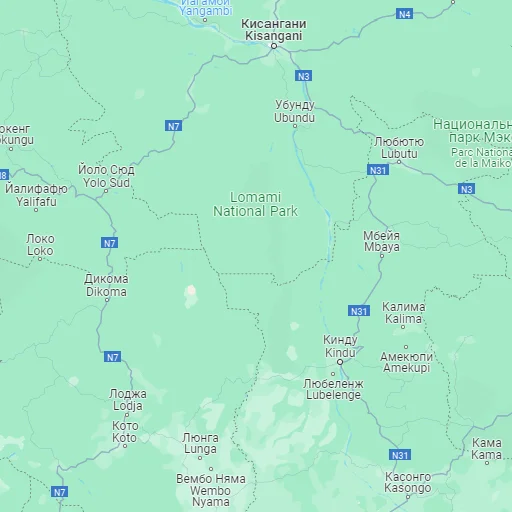 Янгамби
Yangambi
Кисангани
Kisangani
N4
N3
Убунду
Ubundu
N7
Национальн
парк Мэко
Parc National
de la Maiko
Любютю
Lubutu
N31
N3
Йоло Сюд
Yolo Sud
N8
Йалифафю
Yalifafu
Lomami
National Park
Мбейя
Mbaya
Локо
Loko
N7
Дикома
Dikoma
N31
Калима
Kalima
Кинду
Kindu
Амекюпи
Amekupi
N7
Любеленж
Lubelenge
Лоджа
Lodja
Кото
Koto
Люнга
Lunga
Вембо Няма
Wembo
Nyama
N7
N31
Касонго
Kasongo
Кама
Kama